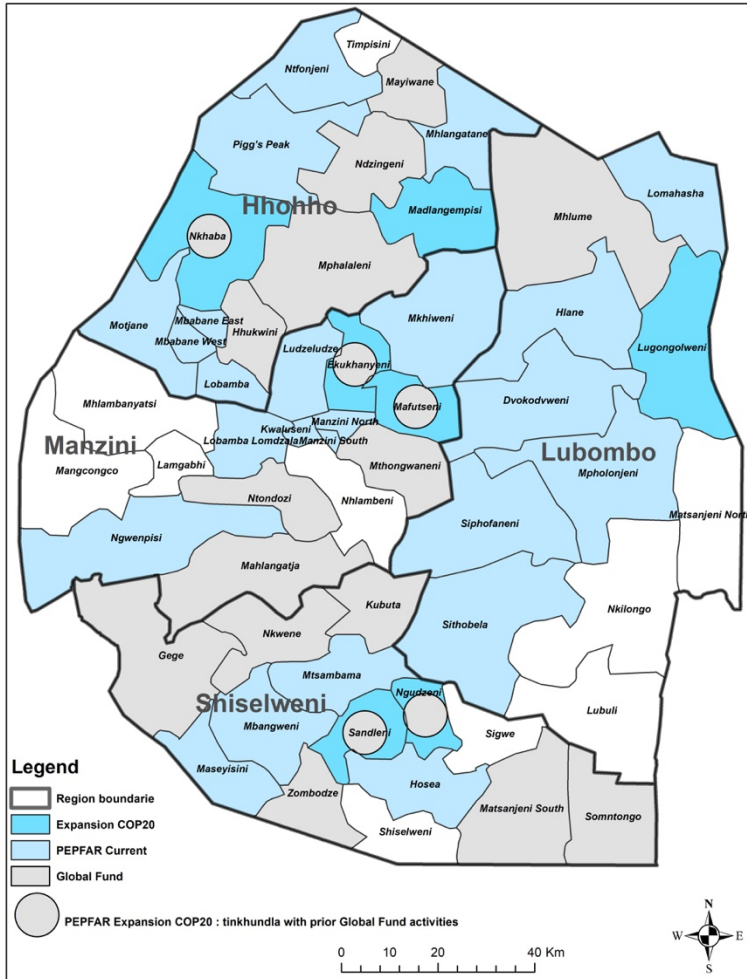 Timpisini
Ntfonjeni
Mayiwane
Mhlangatane
Pigg's Peak
Ndzingeni
Lomahasha
Hhohho
Madlangempisi
Mhlume
Nkhaba
Mphalaleni
Mkhiweni
Hlane
Motjane
Mbabane East
Mbabane West
Hhukwini
Ludzeludze
Ekukhanyeni
Lugongolweni
Lobamba
Mafutseni
Dvokodvweni
Mhlambanyatsi
Kwaluseni
Manzini North
Lobamba Lomdzala
Manzini South
Manzini
Mangcongco
Lamgabhi
Mthongwaneni
Lubombo
Mpholonjeni
Ntondozi
Nhlambeni
Siphofaneni
Matsanjeni North
Ngwenpisi
Mahlangatja
Kubuta
Nkilongo
Sithobela
Nkwene
Gege
Mtsambama
Shiselweni
Ngudzeni
Lubuli
Mbangweni
Sandleni
Sigwe
Maseyisini
Zombodze
Hosea
Matsanjeni South
Somntongo
Shiselweni
Legend
Region boundarie
Expansion COP20
PEPFAR Current
Global Fund
PEPFAR Expansion COP20 : tinkhundla with prior Global Fund activities
0 10 20 40 Km
N
W E
S